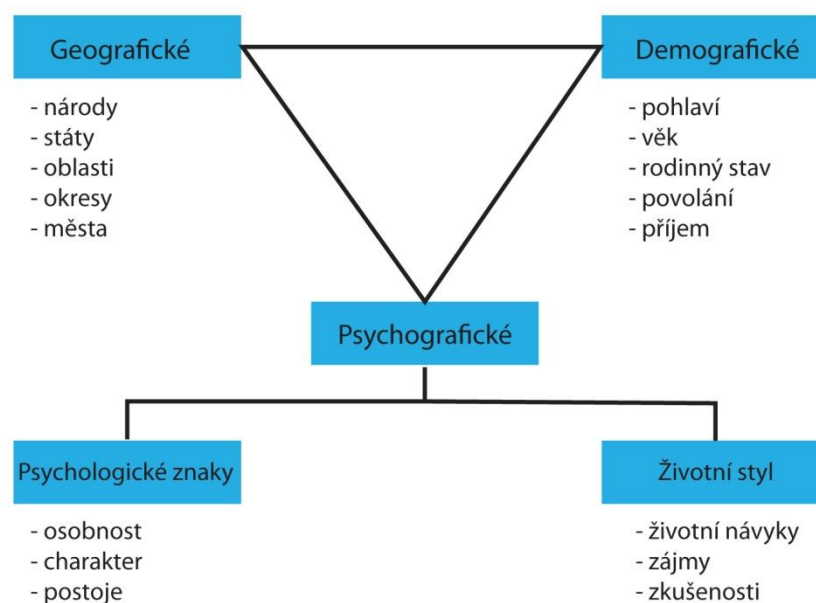 Geografické
- národy
- státy
- oblasti
- okresy
- města
Demografické
- pohlaví
- věk
- rodinný stav
- povolání
- příjem
Psychografické
Psychologické znaky
- osobnost
- charakter
- postoje
Životní styl
- životní návyky
- zájmy
- zkušenosti